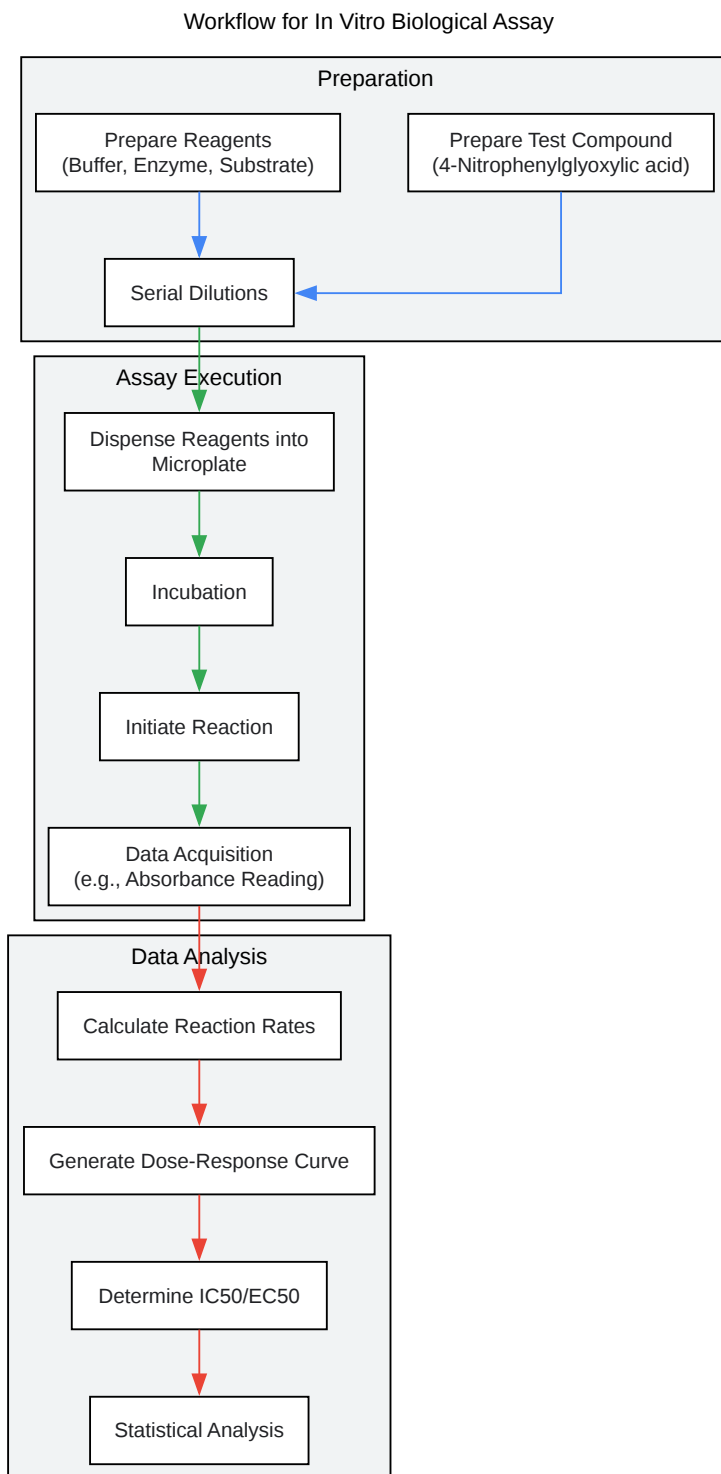 Workflow for In Vitro Biological Assay
Preparation
Prepare Reagents
(Buffer, Enzyme, Substrate)
Prepare Test Compound
(4-Nitrophenylglyoxylic acid)
Serial Dilutions
Assay Execution
Dispense Reagents into
Microplate
Incubation
Initiate Reaction
Data Acquisition
(e.g., Absorbance Reading)
Data Analysis
Calculate Reaction Rates
Generate Dose-Response Curve
Determine IC50/EC50
Statistical Analysis